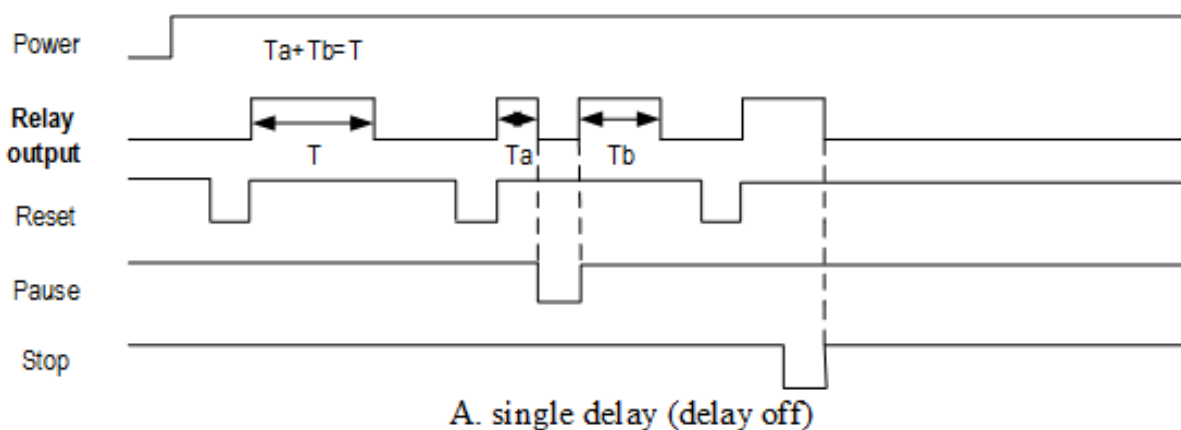 Power
Ta+Tb=T
Relay
output
T
Ta
Tb
Reset
Pause
Stop
A. single delay (delay off)